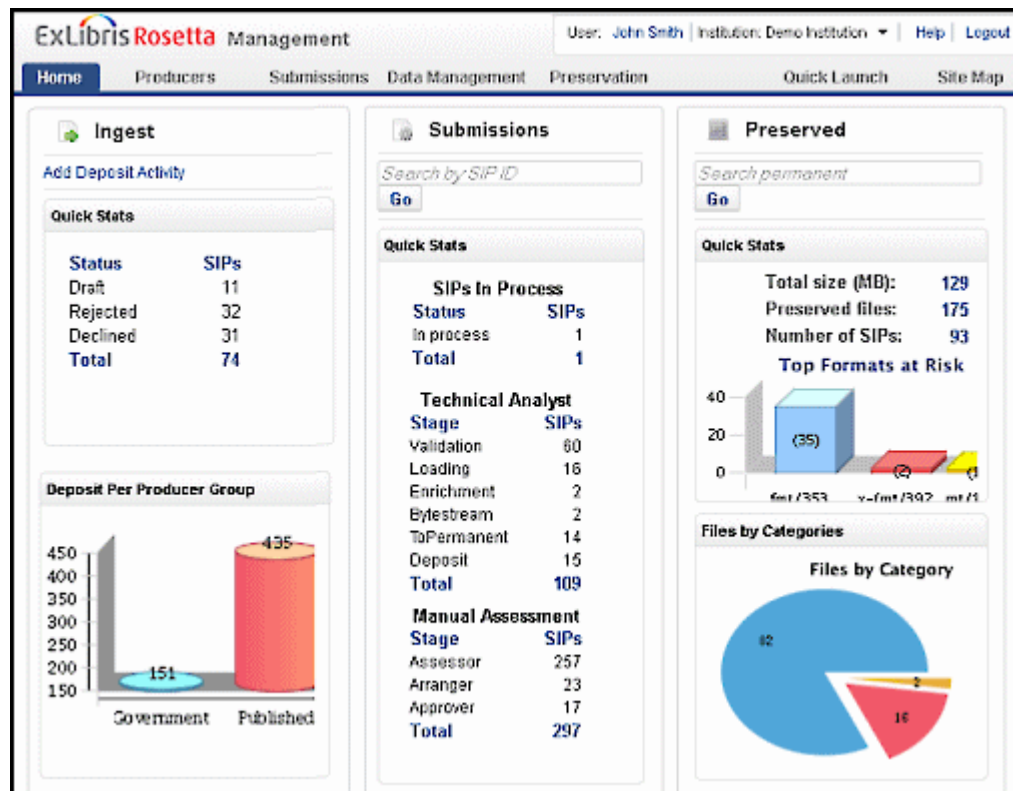 ExLibris Rosetta Management
User: John Smith | Institution: Demo Institution | Help | Logout
Home Producers Submissions Data Management Preservation Quick Launch Site Map
Ingest
Add Deposit Activity
Quick Stats
Status SIPs
Draft 11
Rejected 32
Declined 31
Total 74
Deposit Per Producer Group
450
400
350
300
250
200
150
435
151
Government Published
Submissions
Search by SIP ID
Go
Quick Stats
SIPs In Process
Status SIPs
In process 1
Total 1
Technical Analyst
Stage SIPs
Validation 60
Loading 16
Enrichment 2
Bytestream 2
ToPermanent 14
Deposit 15
Total 109
Manual Assessment
Stage SIPs
Assessor 257
Arranger 23
Approver 17
Total 297
Preserved
Search permanent
Go
Quick Stats
Total size (MB): 129
Preserved files: 175
Number of SIPs: 93
Top Formats at Risk
40
20
0
(35)
(2)
(1
fmt/353 x-fmt/392
Files by Categories
Files by Category
16